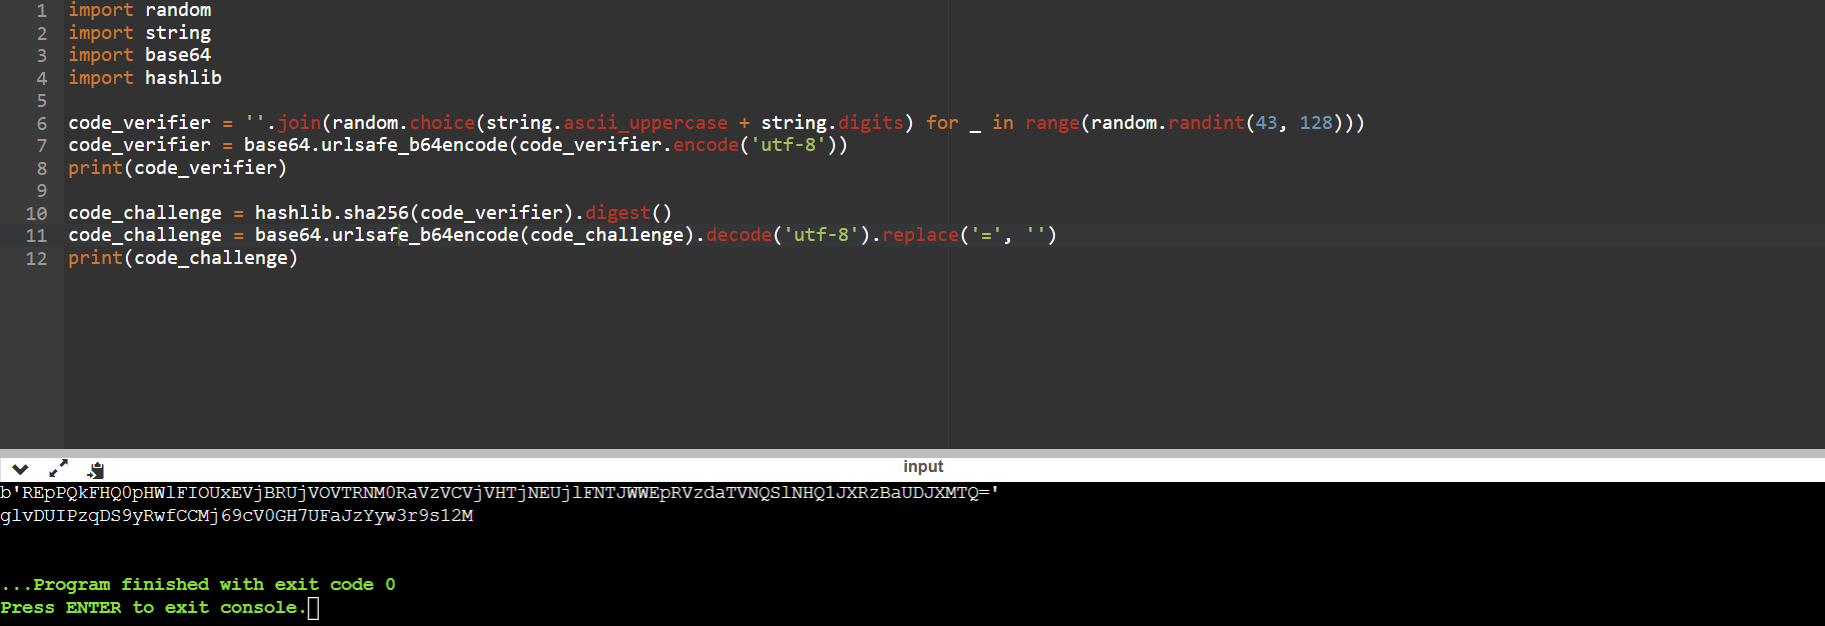 1 import random
2 import string
3 import base64
4 import hashlib
5
6 code_verifier = ''.join(random.choice(string.ascii_uppercase + string.digits) for _ in range(random.randint(43, 128)))
7 code_verifier = base64.urlsafe_b64encode(code_verifier.encode('utf-8'))
8 print(code_verifier)
9
10 code_challenge = hashlib.sha256(code_verifier).digest()
11 code_challenge = base64.urlsafe_b64encode(code_challenge).decode('utf-8').replace('=', '')
12 print(code_challenge)
input
b'REpPQkFHQ0pHWlFIOUxEVjBRUjVOVTRNM0RaVzVCVjVHTjNEUjlFNTJWWEpRVzdaTVNQSlNHQ1JXRzBaUDJXMTQ='
glvDUIPzqDS9yRwfCCMj69cV0GH7UFaJzYyw3r9s12M
...Program finished with exit code 0
Press ENTER to exit console.